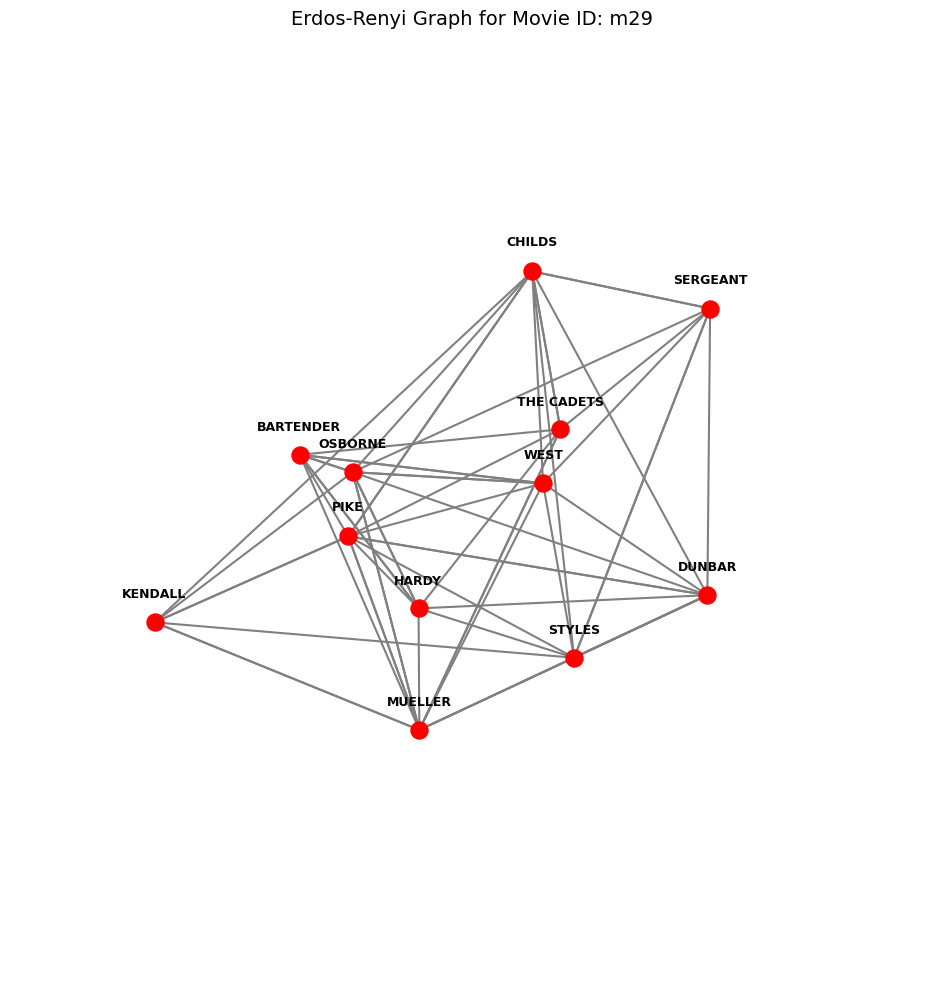 Erdos-Renyi Graph for Movie ID: m29
CHILDS
SERGEANT
THE CADETS
BARTENDER
OSBORNE
WEST
PIKE
DUNBAR
HARDY
KENDALL
STYLES
MUELLER